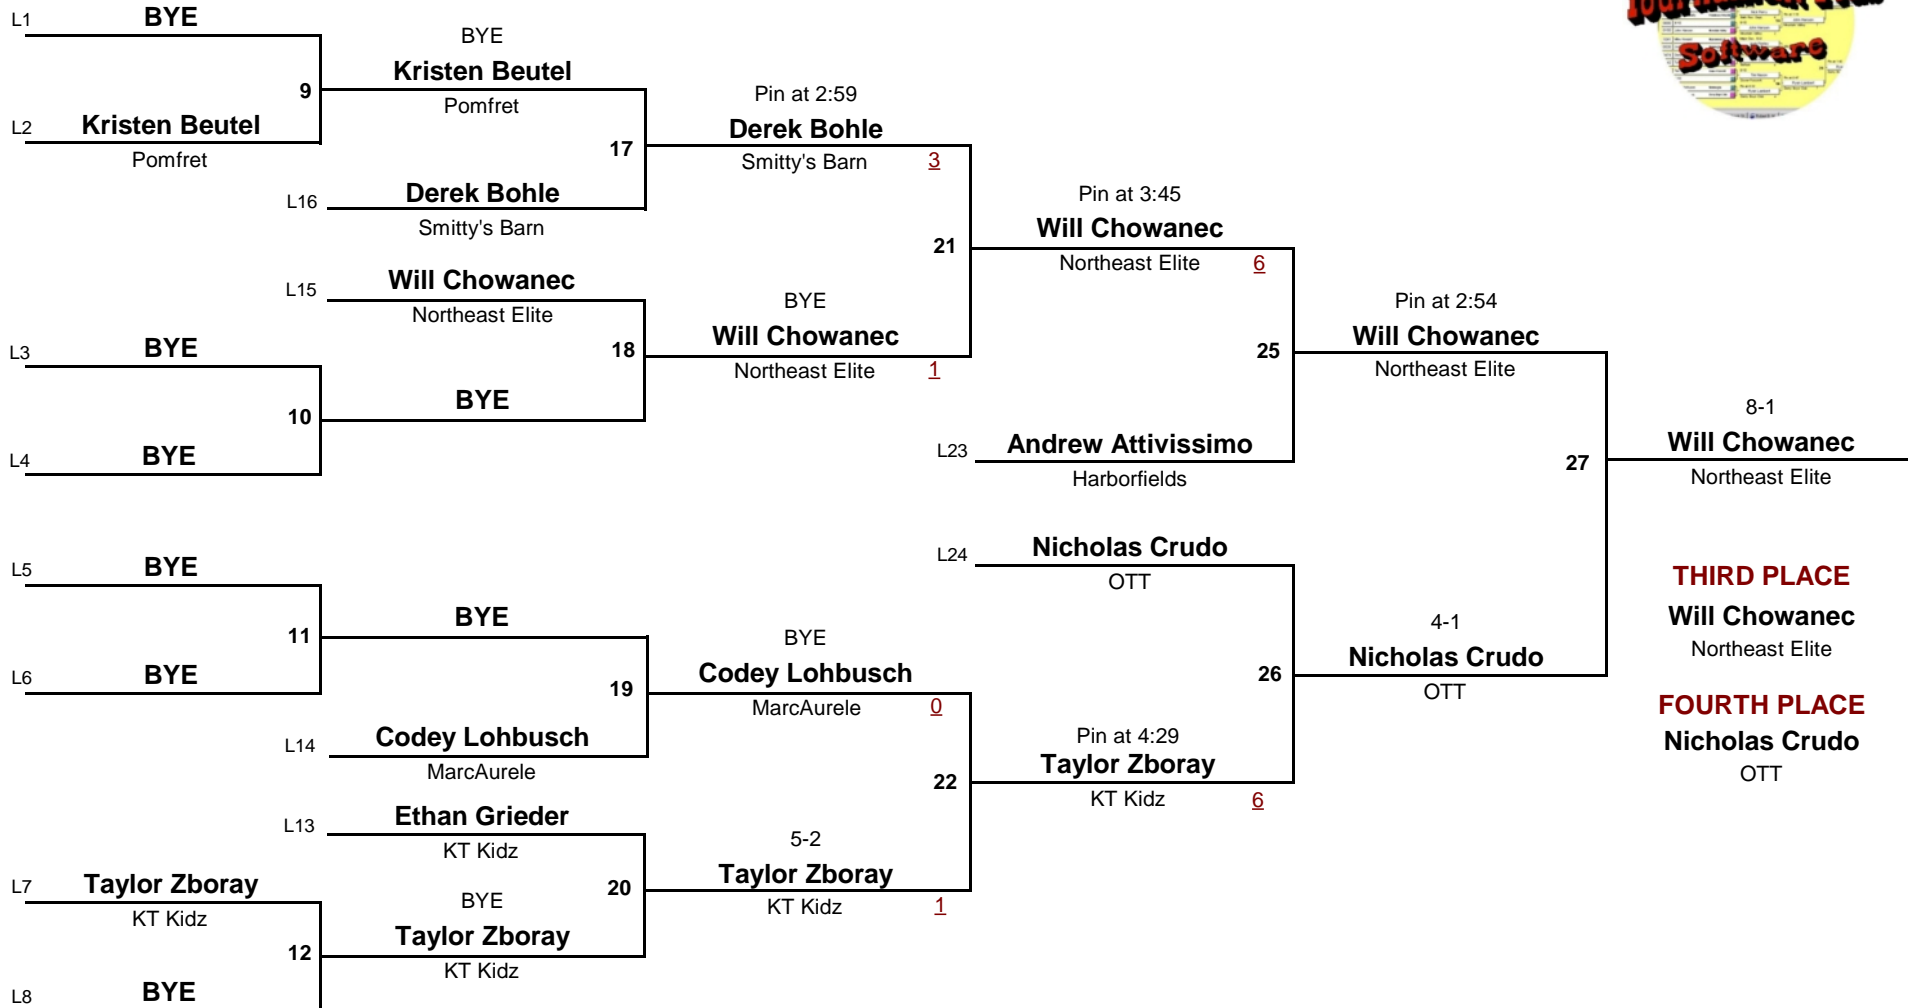 L1 BYE
L2 Kristen Beutel
Pomfret
9
BYE
Kristen Beutel
Pomfret
L16 Derek Bohle
Smitty's Barn
17
Pin at 2:59
Derek Bohle
Smitty's Barn 3
L15 Will Chowanec
Northeast Elite
L3 BYE
L4 BYE
10
BYE
18
BYE
Will Chowanec
Northeast Elite 1
21
Pin at 3:45
Will Chowanec
Northeast Elite 6
L23 Andrew Attivissimo
Harborfields
25
Pin at 2:54
Will Chowanec
Northeast Elite
L5 BYE
L6 BYE
11
BYE
L14 Codey Lohbusch
MarcAurele
19
BYE
Codey Lohbusch
MarcAurele 0
L13 Ethan Grieder
KT Kidz
L7 Taylor Zboray
KT Kidz
L8 BYE
12
BYE
Taylor Zboray
KT Kidz
20
5-2
Taylor Zboray
KT Kidz 1
22
Pin at 4:29
Taylor Zboray
KT Kidz 6
L24 Nicholas Crudo
OTT
26
4-1
Nicholas Crudo
OTT
27
8-1
Will Chowanec
Northeast Elite
THIRD PLACE
Will Chowanec
Northeast Elite
FOURTH PLACE
Nicholas Crudo
OTT
Software